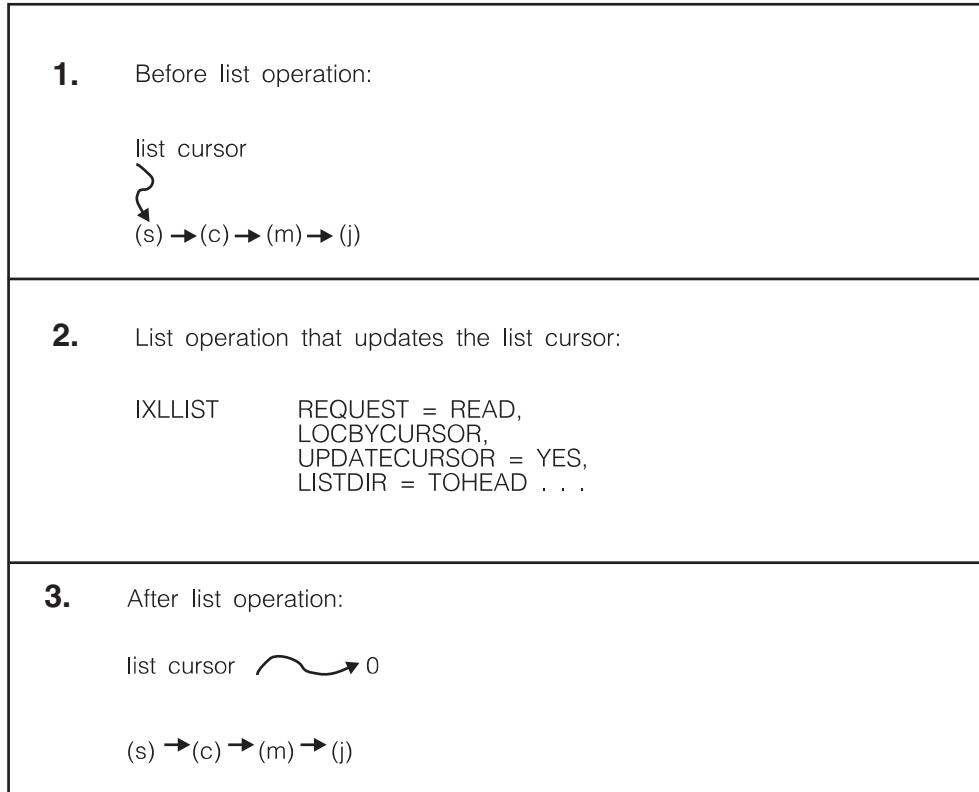 1. Before list operation:
list cursor
(s) → (c) → (m) → (j)
2. List operation that updates the list cursor:
IXLLIST REQUEST = READ,
LOCBYCURSOR,
UPDATECURSOR = YES,
LISTDIR = TOHEAD . . .
3. After list operation:
list cursor 0
(s) → (c) → (m) → (j)